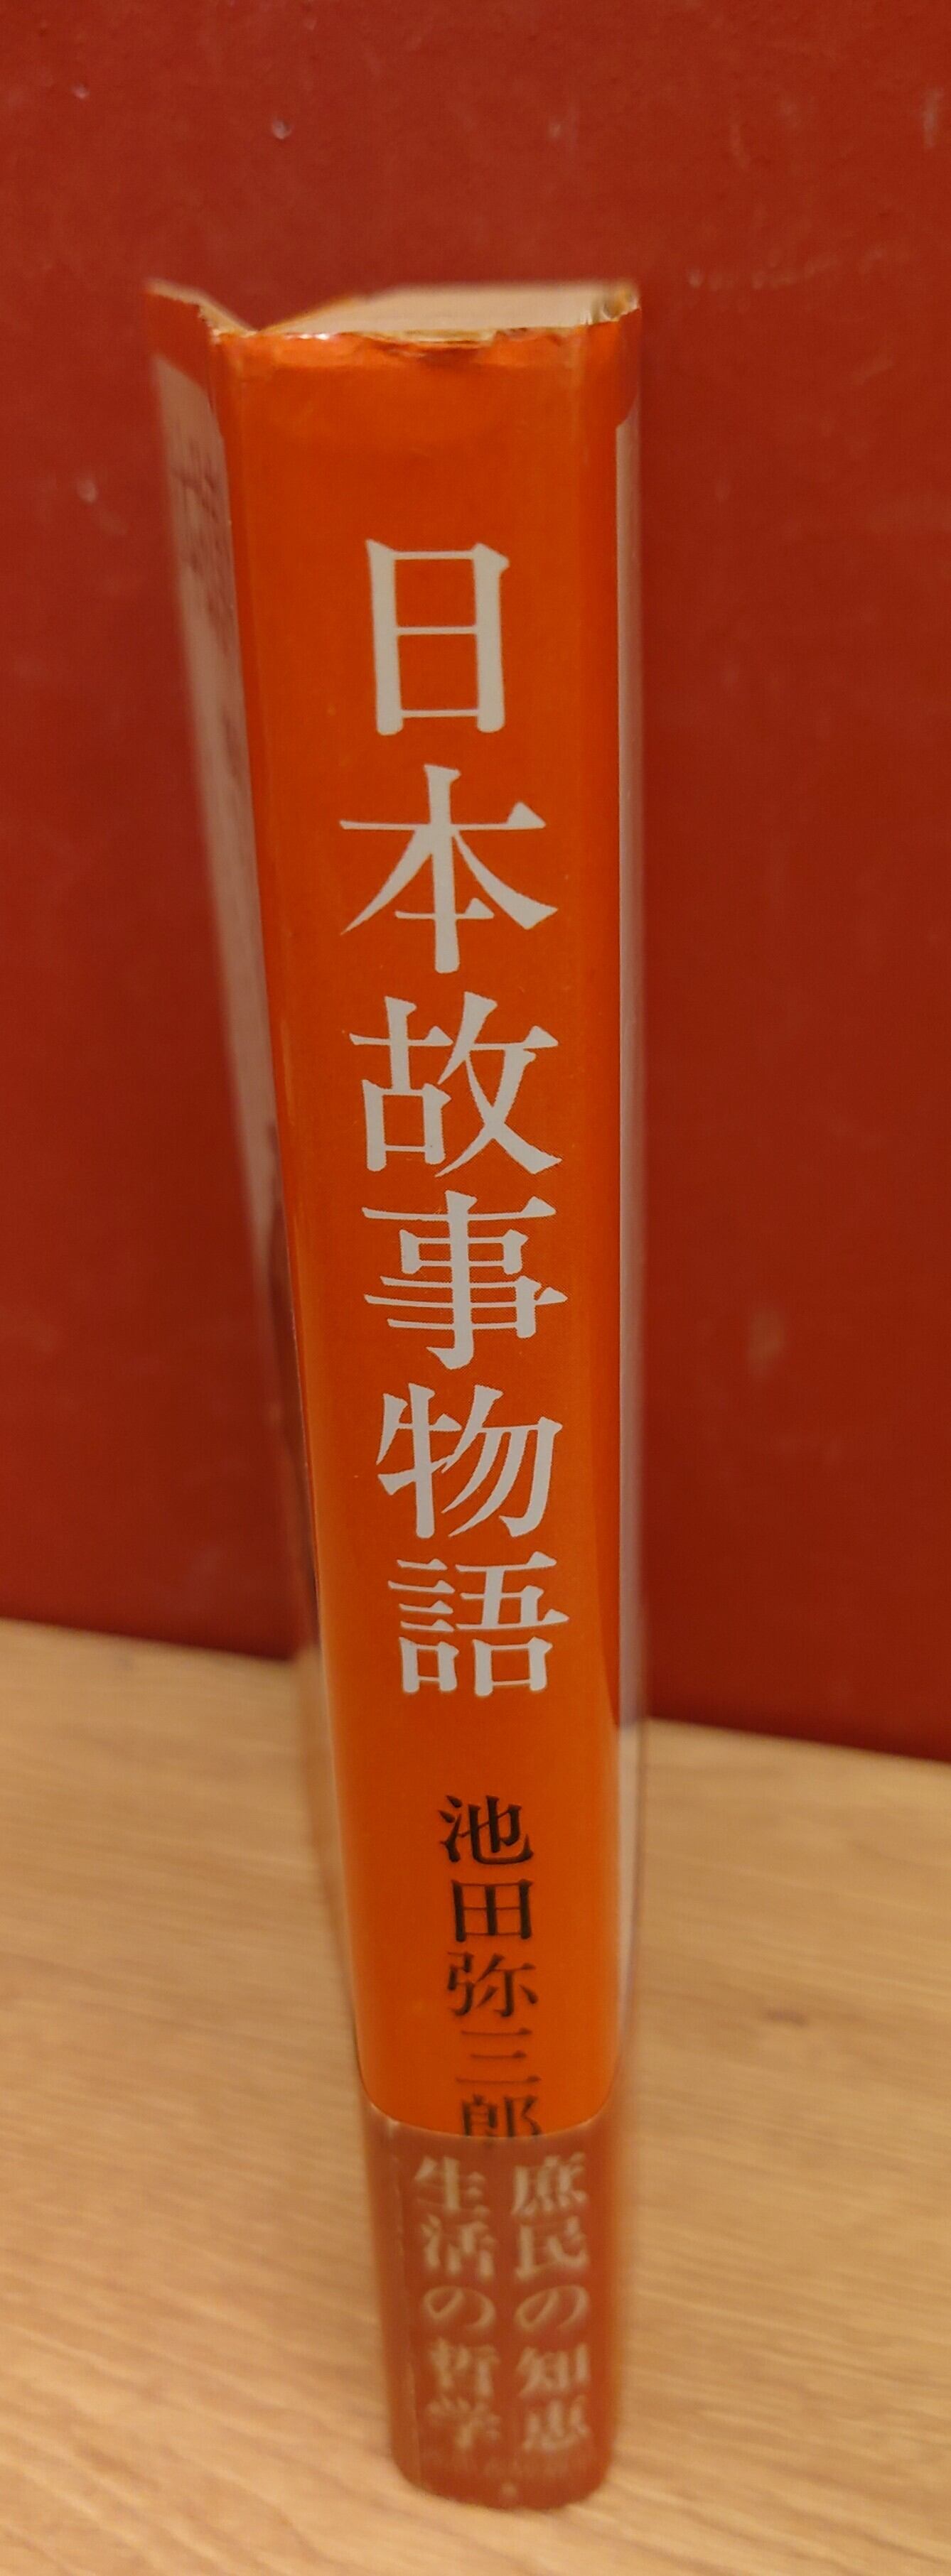 日本故事物語
池田弥三郎
庶民の知恵
生活の哲学